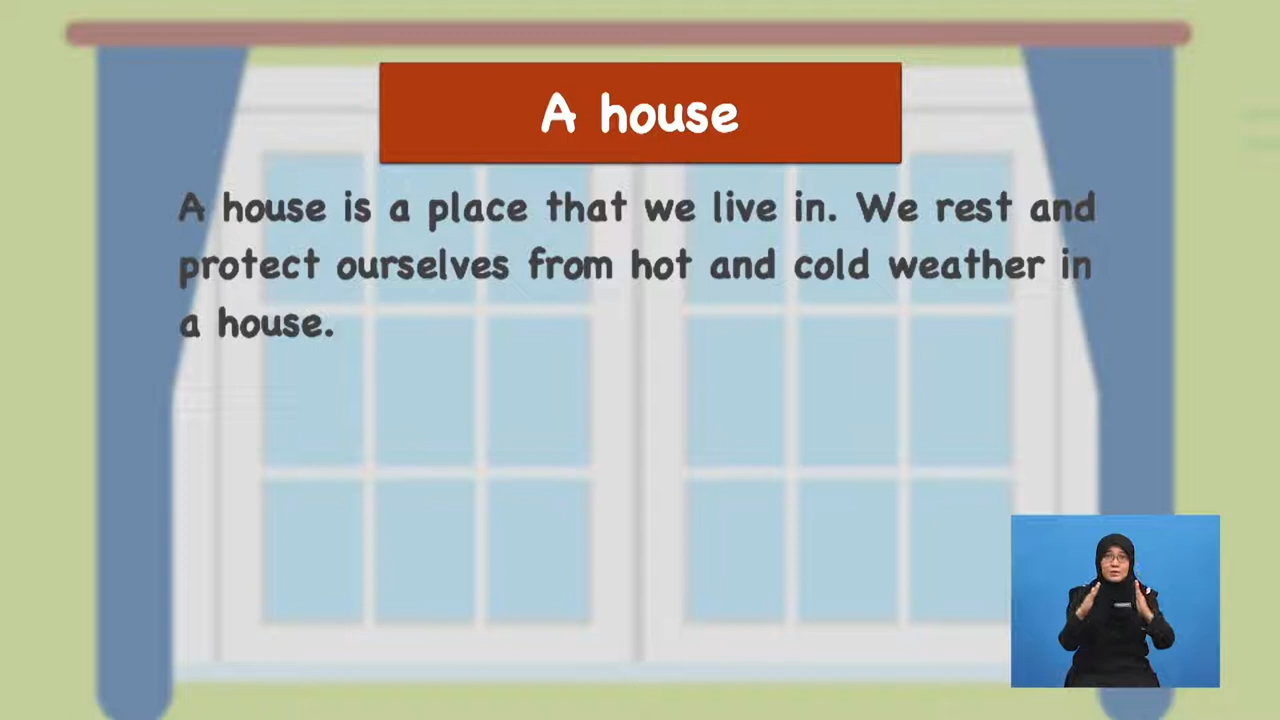 A house
A house is a place that we live in. We rest and
protect ourselves from hot and cold weather in
a house.